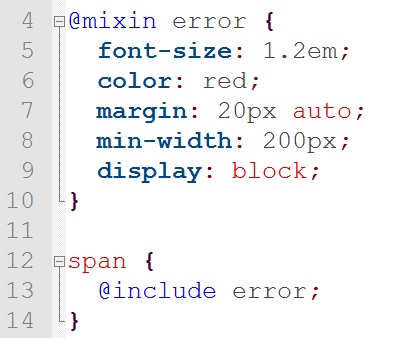 4 @mixin error {
5   font-size: 1.2em;
6   color: red;
7   margin: 20px auto;
8   min-width: 200px;
9   display: block;
10 }
11
12 span {
13   @include error;
14 }